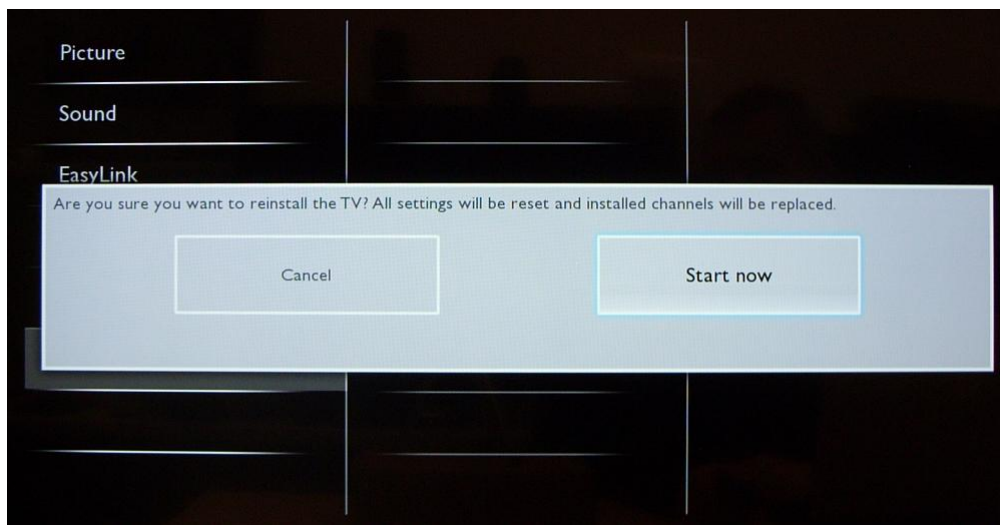 Picture
Sound
EasyLink
Are you sure you want to reinstall the TV? All settings will be reset and installed channels will be replaced.
Cancel
Start now